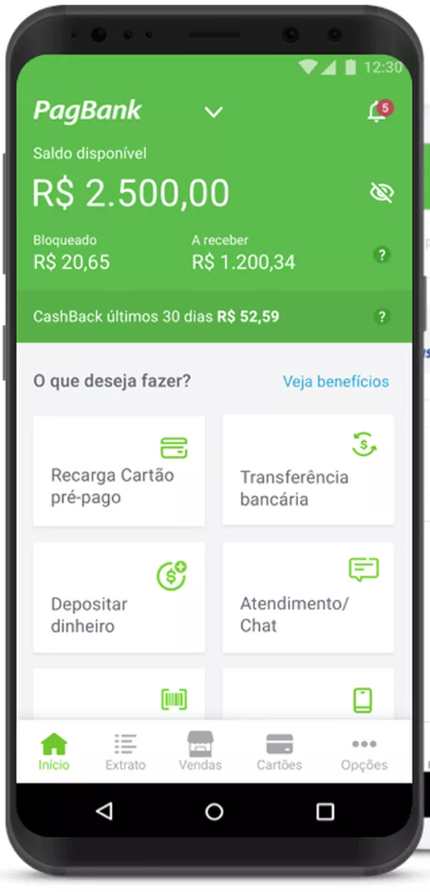 12:30
PagBank
5
Saldo disponível
R$ 2.500,00
Bloqueado
A receber
R$ 20,65
R$ 1.200,34
?
CashBack últimos 30 dias R$ 52,59
?
O que deseja fazer?
Veja benefícios
Recarga Cartão
pré-pago
Transferência
bancária
Depositar
dinheiro
Atendimento/
Chat
Início
Extrato
Vendas
Cartões
Opções